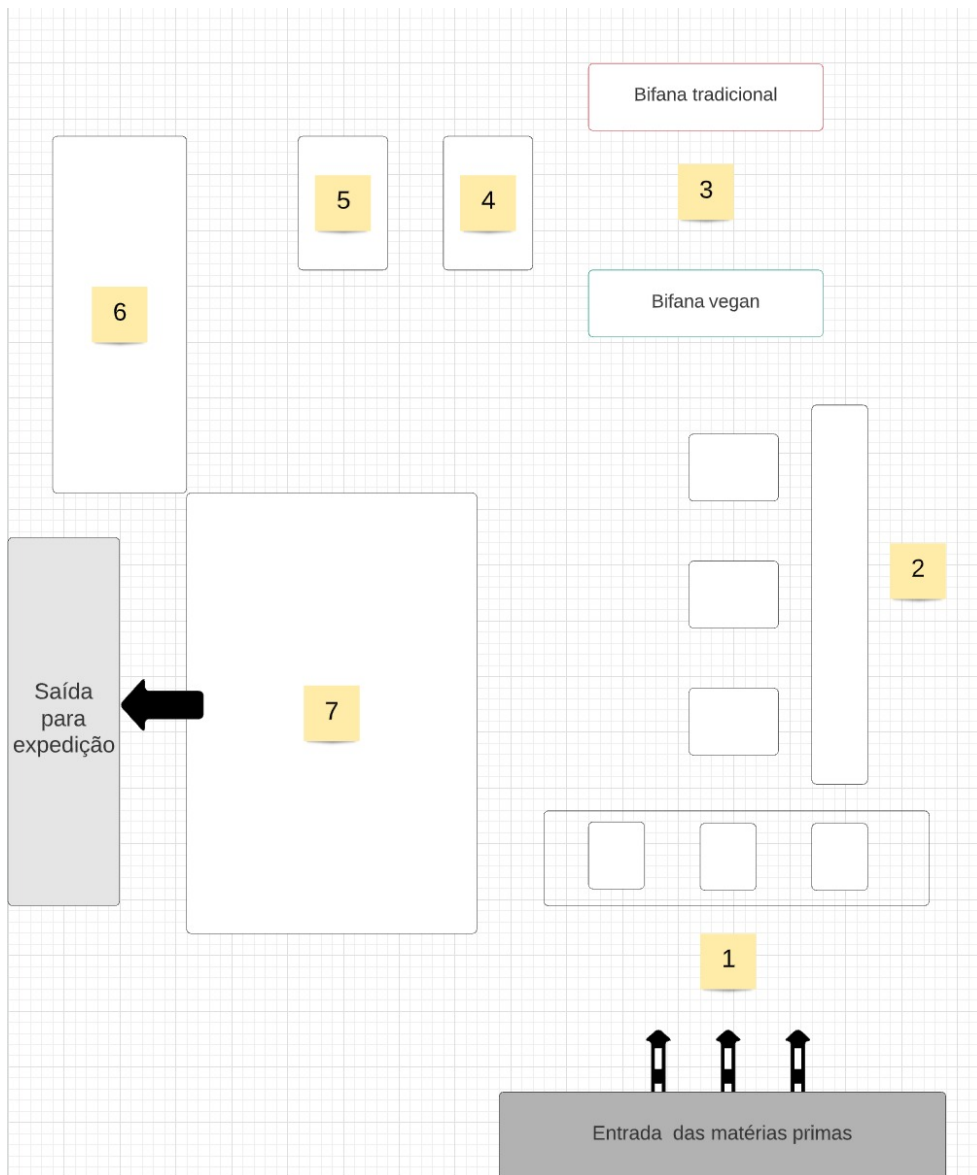 Bifana tradicional
5
4
3
6
Bifana vegan
2
Saída
para
expedição
7
1
Entrada das matérias primas